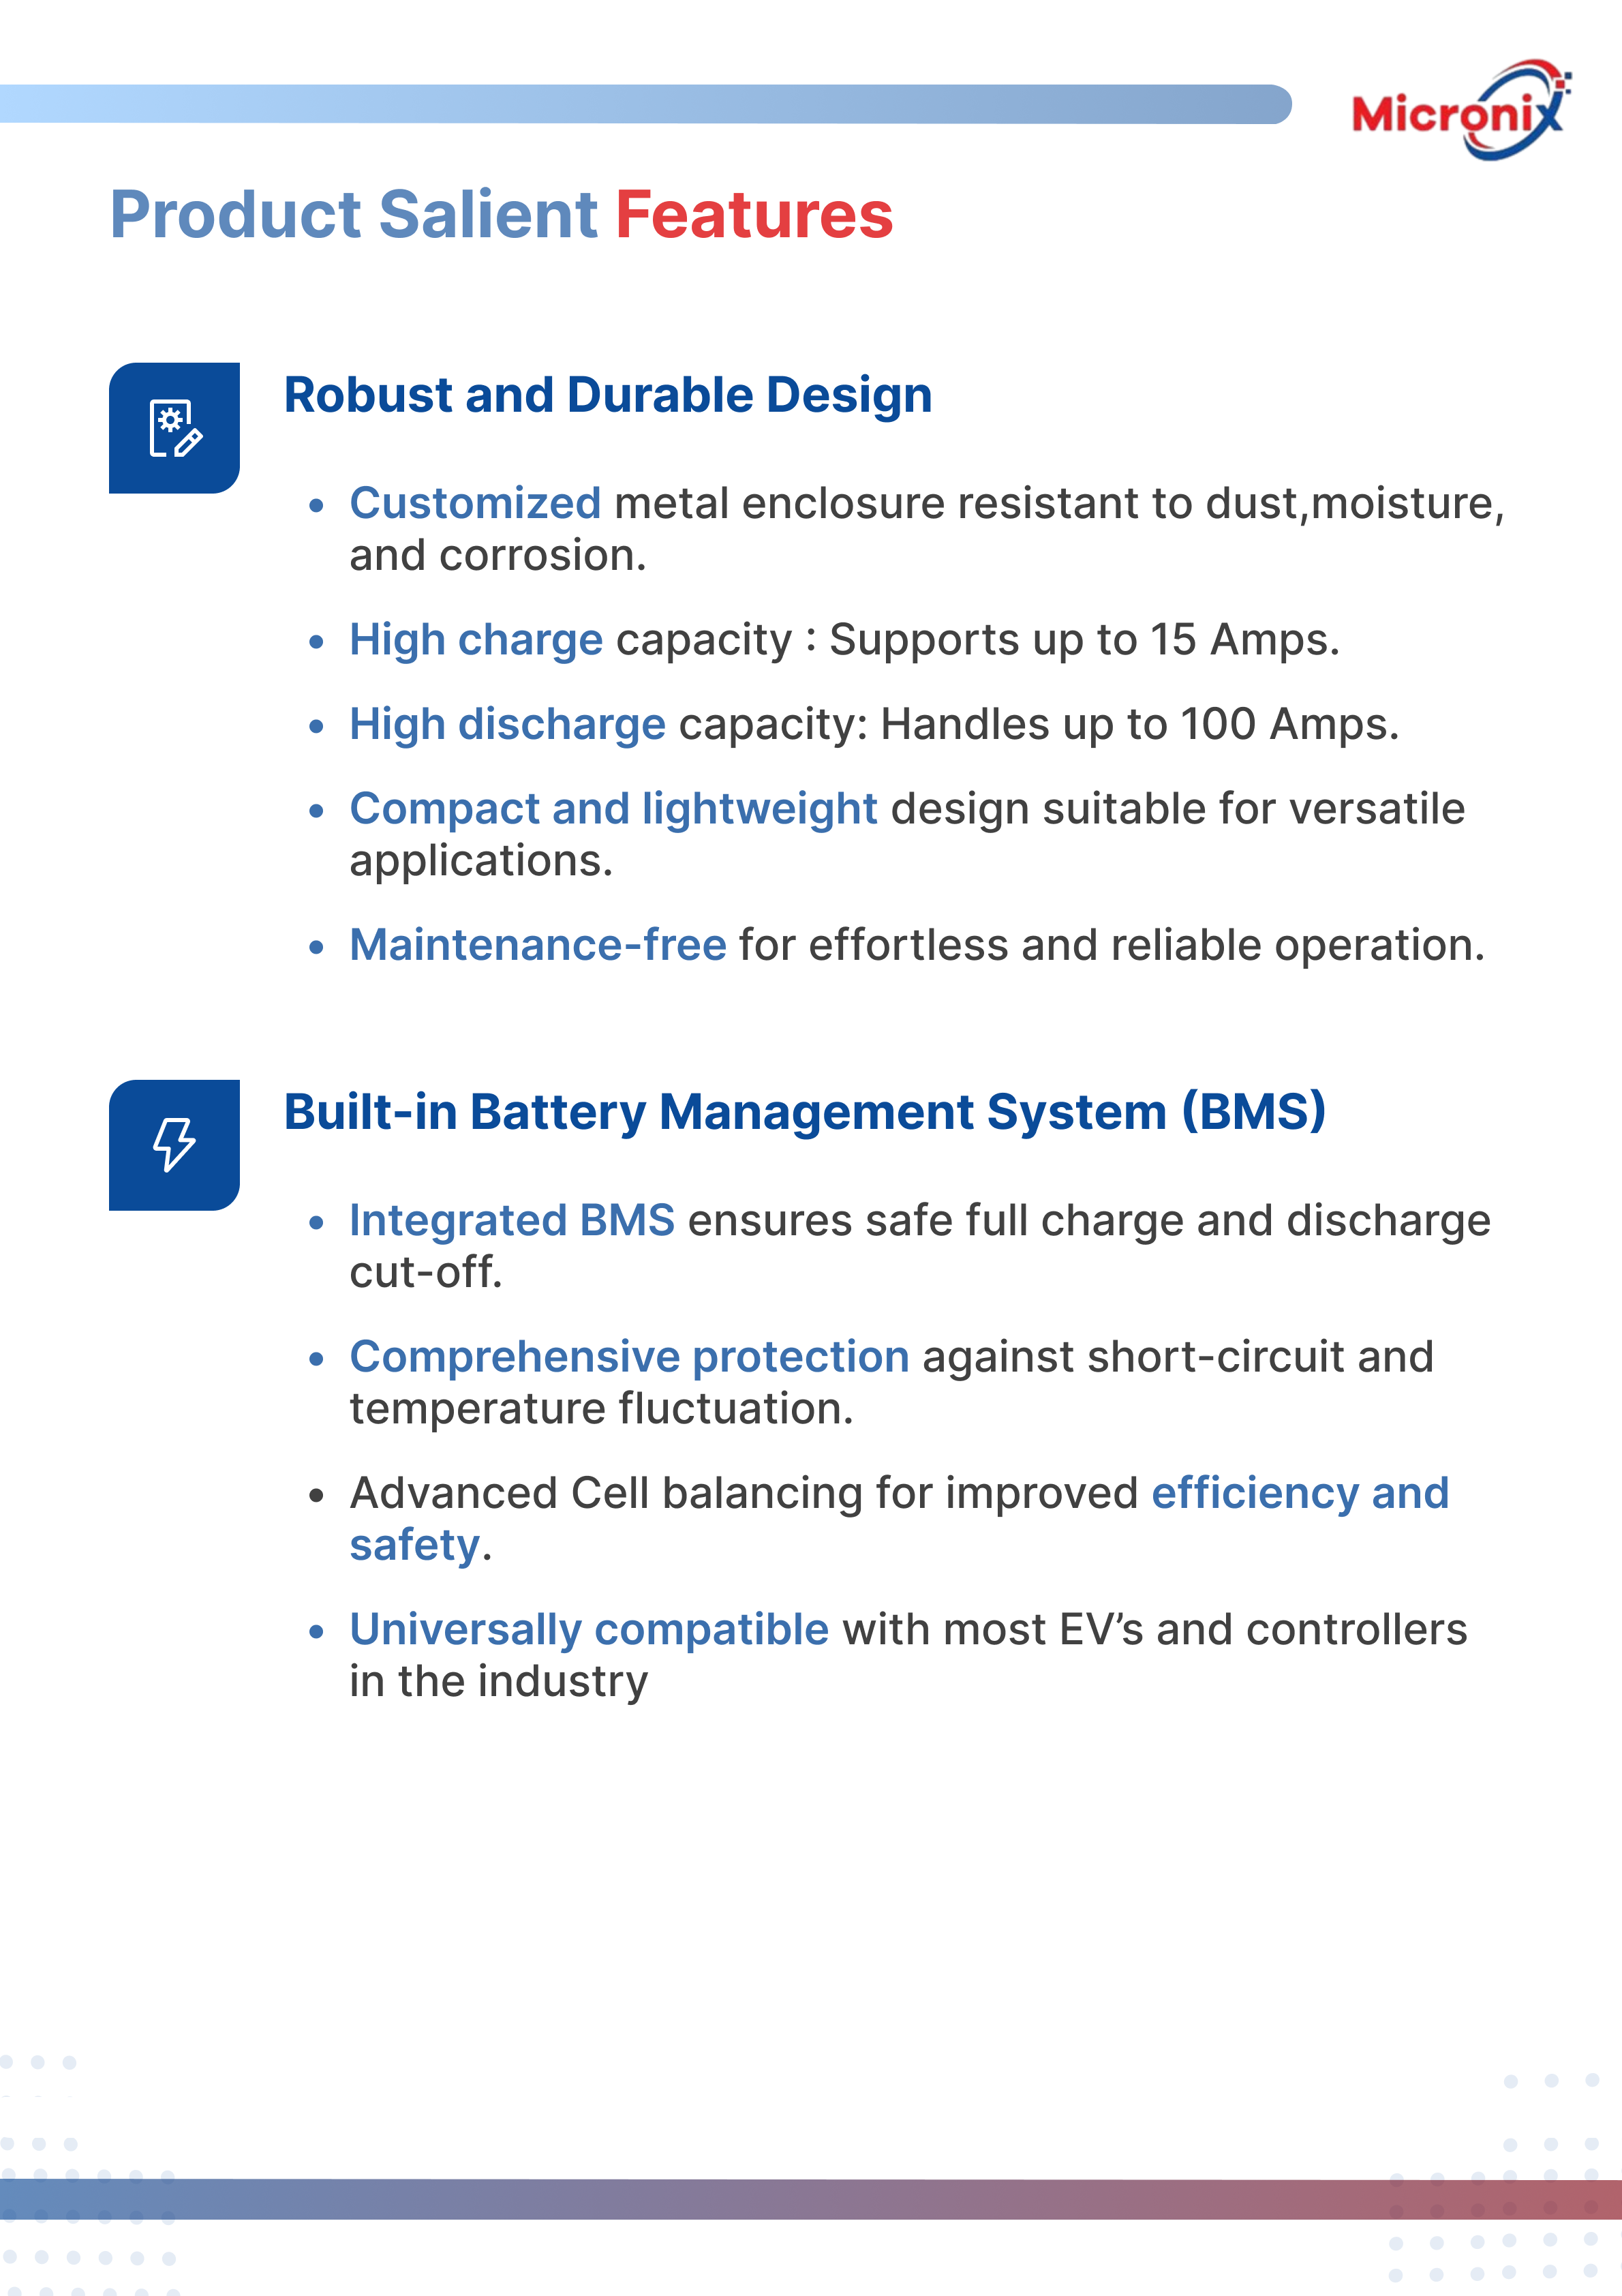 Micronix
Product Salient Features
Robust and Durable Design
• Customized metal enclosure resistant to dust,moisture,
and corrosion.
• High charge capacity : Supports up to 15 Amps.
• High discharge capacity: Handles up to 100 Amps.
• Compact and lightweight design suitable for versatile
applications.
• Maintenance-free for effortless and reliable operation.
Built-in Battery Management System (BMS)
• Integrated BMS ensures safe full charge and discharge
cut-off.
• Comprehensive protection against short-circuit and
temperature fluctuation.
• Advanced Cell balancing for improved efficiency and
safety.
• Universally compatible with most EV’s and controllers
in the industry